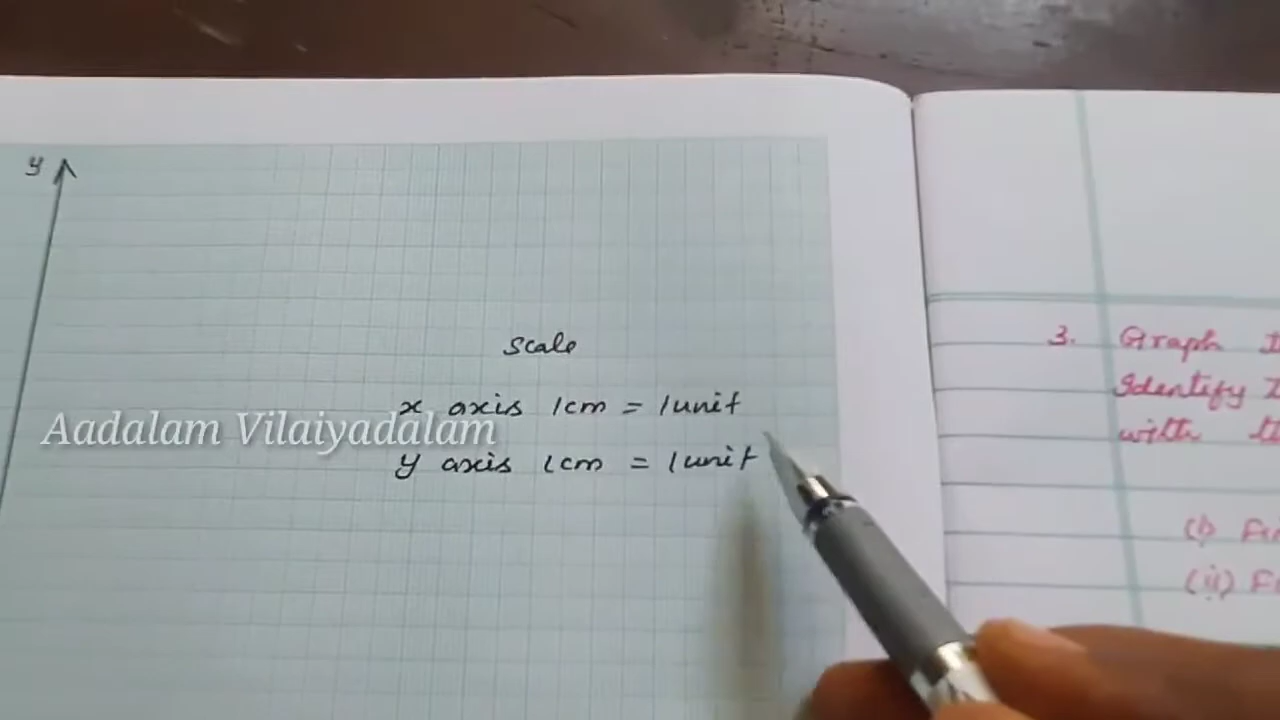 y
scale
x axis 1cm = 1unit
Aadalam Vilaiyadalam
y axis 1cm = 1unit
3. Graph
Identify
with
(i)
(ii)